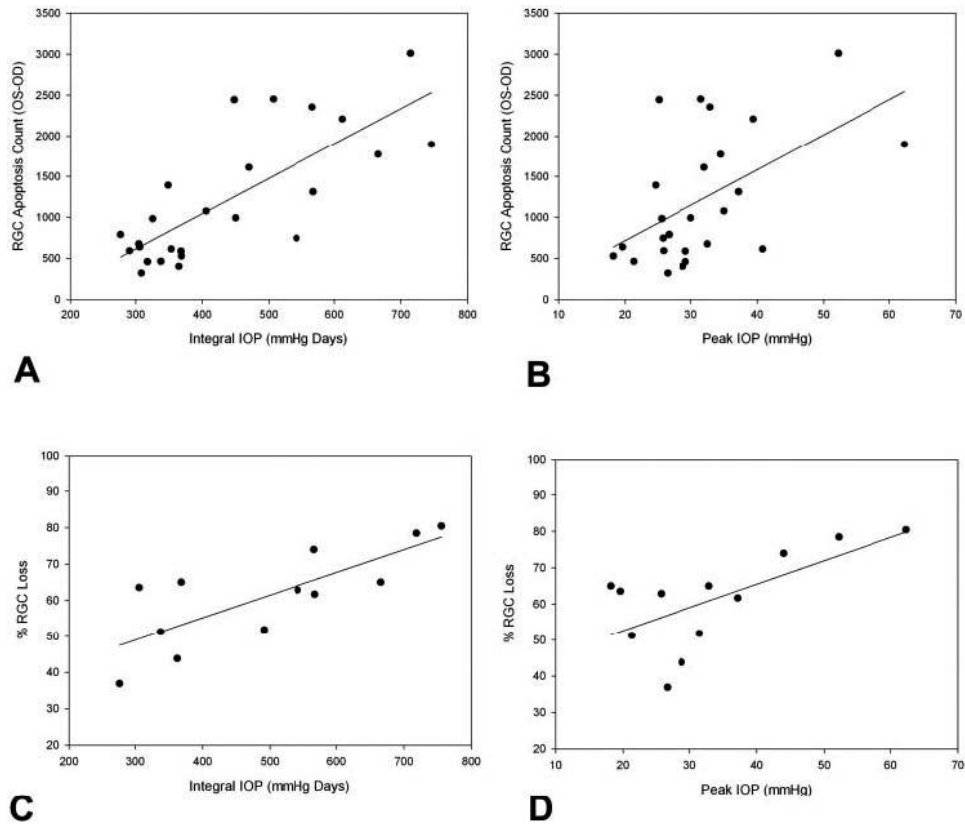 3500
3000
2500
2000
1500
1000
500
0
RGC Apoptosis Count (OS-OD)
200 300 400 500 600 700 800
Integral IOP (mmHg Days)
A
3500
3000
2500
2000
1500
1000
500
0
RGC Apoptosis Count (OS-OD)
10 20 30 40 50 60 70
Peak IOP (mmHg)
B
100
90
80
70
60
50
40
30
20
% RGC Loss
200 300 400 500 600 700 800
Integral IOP (mmHg Days)
C
100
90
80
70
60
50
40
30
20
% RGC Loss
10 20 30 40 50 60 70
Peak IOP (mmHg)
D